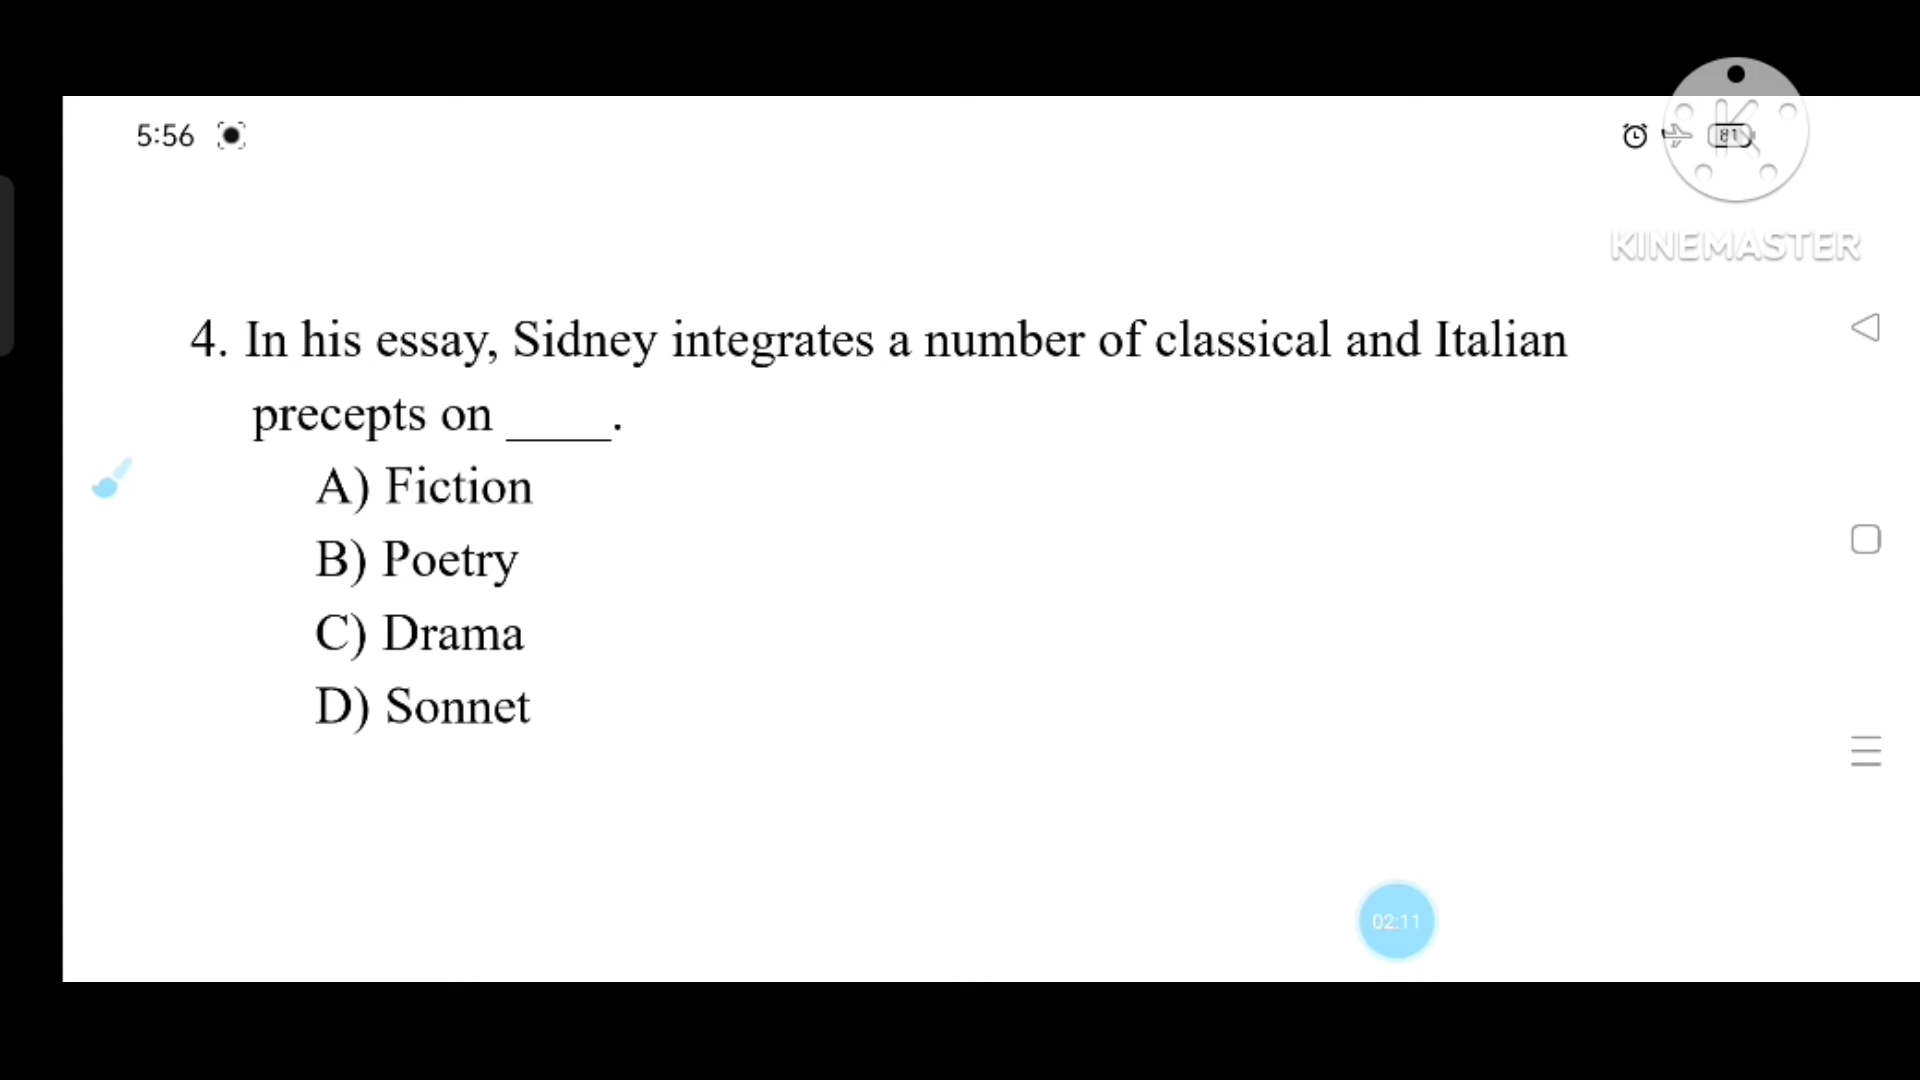 5:56
81
KINEMASTER
4. In his essay, Sidney integrates a number of classical and Italian
precepts on ____.
A) Fiction
B) Poetry
C) Drama
D) Sonnet
02:11